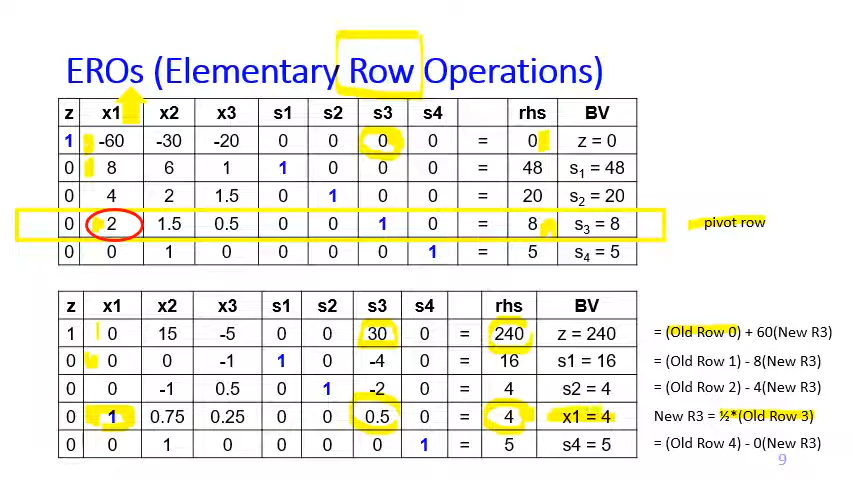 EROs (Elementary Row Operations)
z x1 x2 x3 s1 s2 s3 s4 rhs BV
1 -60 -30 -20 0 0 0 0 = 0 z = 0
0 8 6 1 1 0 0 0 = 48 s1 = 48
0 4 2 1.5 0 1 0 0 = 20 s2 = 20
0 2 1.5 0.5 0 0 1 0 = 8 s3 = 8 pivot row
0 0 1 0 0 0 0 1 = 5 s4 = 5
z x1 x2 x3 s1 s2 s3 s4 rhs BV
1 0 15 -5 0 0 30 0 = 240 z = 240 = (Old Row 0) + 60(New R3)
0 0 0 -1 1 0 -4 0 = 16 s1 = 16 = (Old Row 1) - 8(New R3)
0 0 -1 0.5 0 1 -2 0 = 4 s2 = 4 = (Old Row 2) - 4(New R3)
0 1 0.75 0.25 0 0 0.5 0 = 4 x1 = 4 New R3 = ½*(Old Row 3)
0 0 1 0 0 0 0 1 = 5 s4 = 5 = (Old Row 4) - 0(New R3)
9